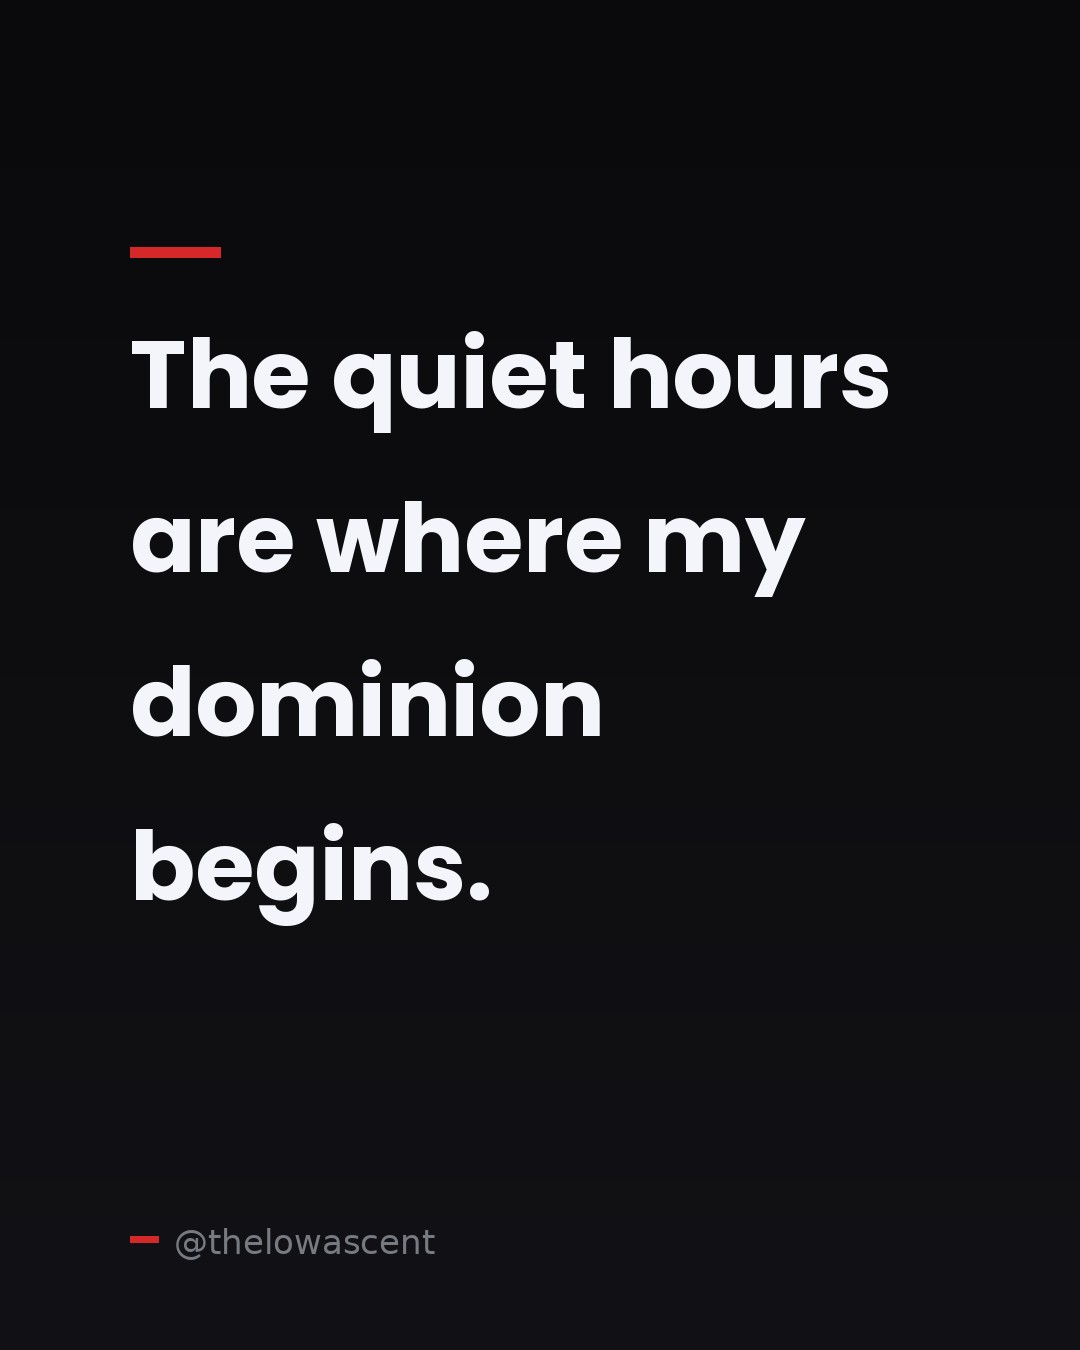 The quiet hours
are where my
dominion
begins.
@thelowascent